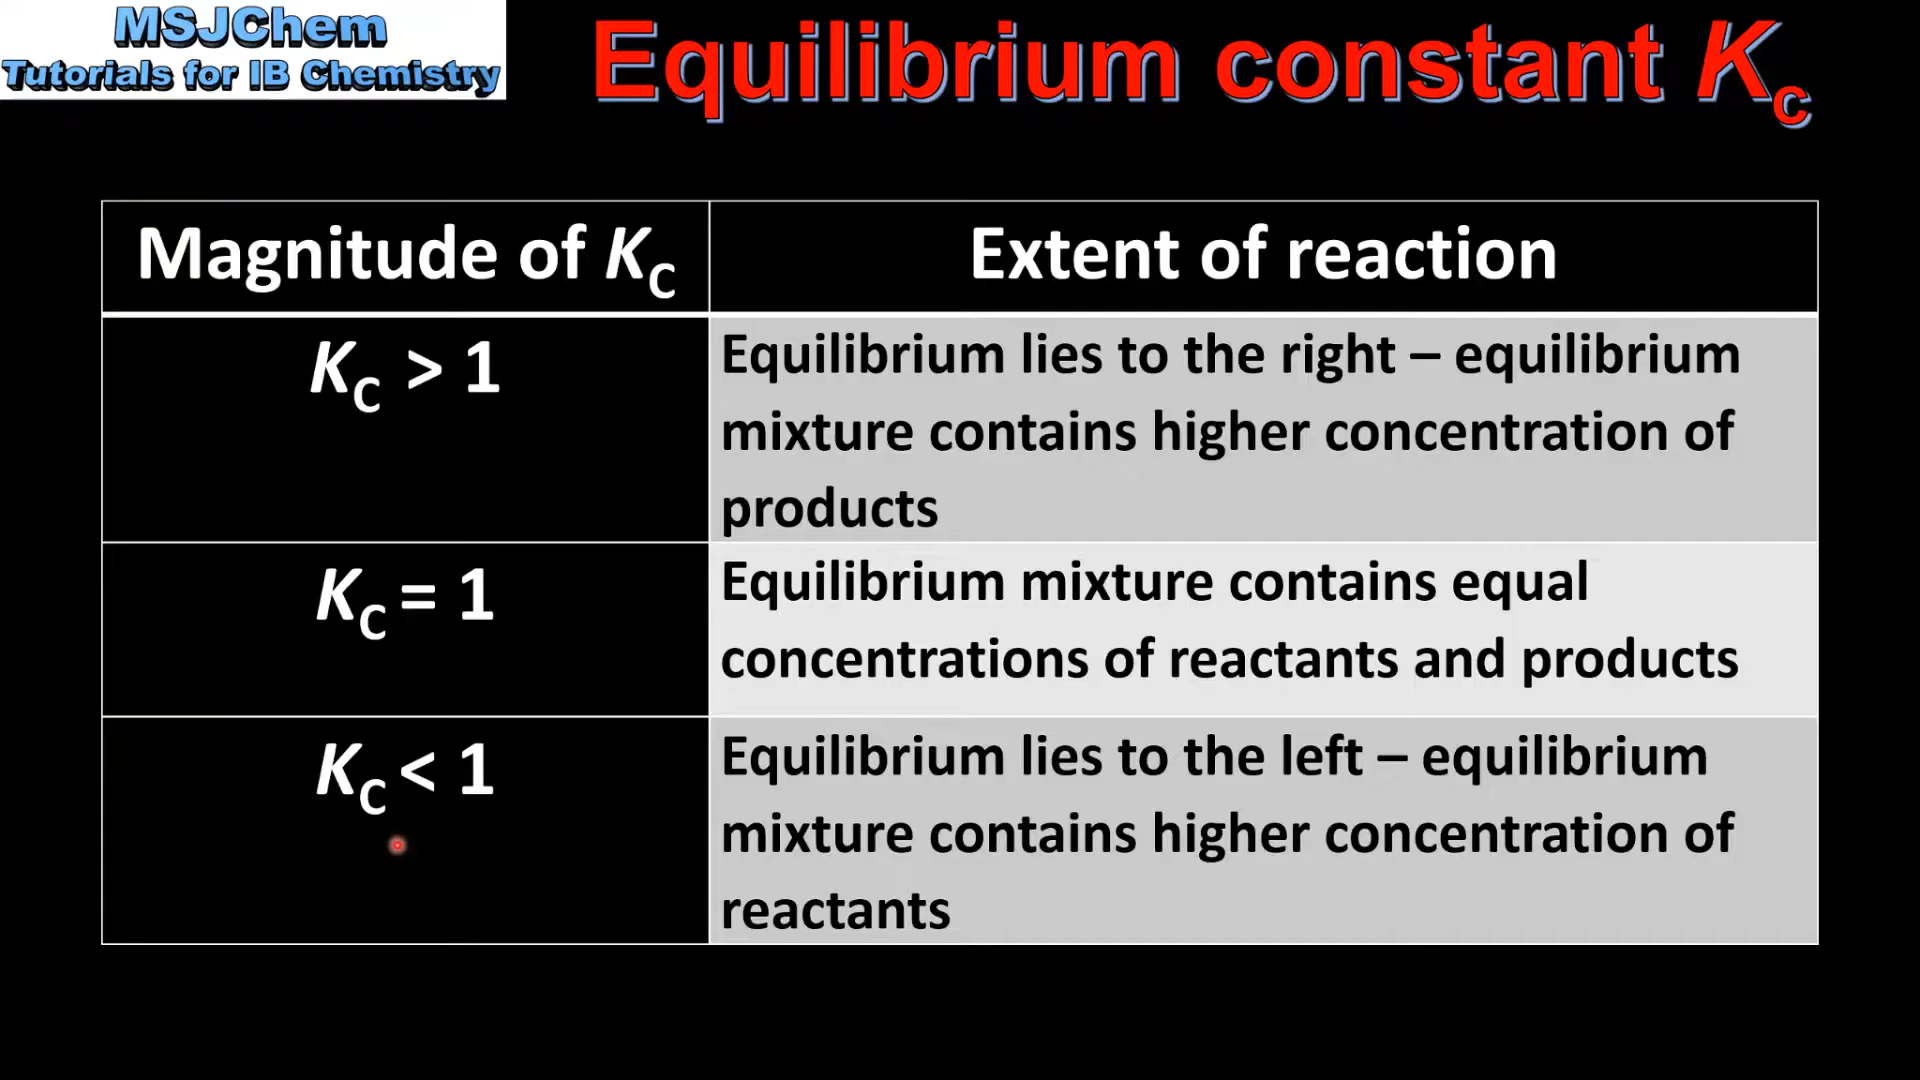 MSJChem
Tutorials for IB Chemistry
Equilibrium constant Kc
Magnitude of KC
Extent of reaction
KC > 1
Equilibrium lies to the right – equilibrium
mixture contains higher concentration of
products
KC = 1
Equilibrium mixture contains equal
concentrations of reactants and products
KC < 1
Equilibrium lies to the left – equilibrium
mixture contains higher concentration of
reactants